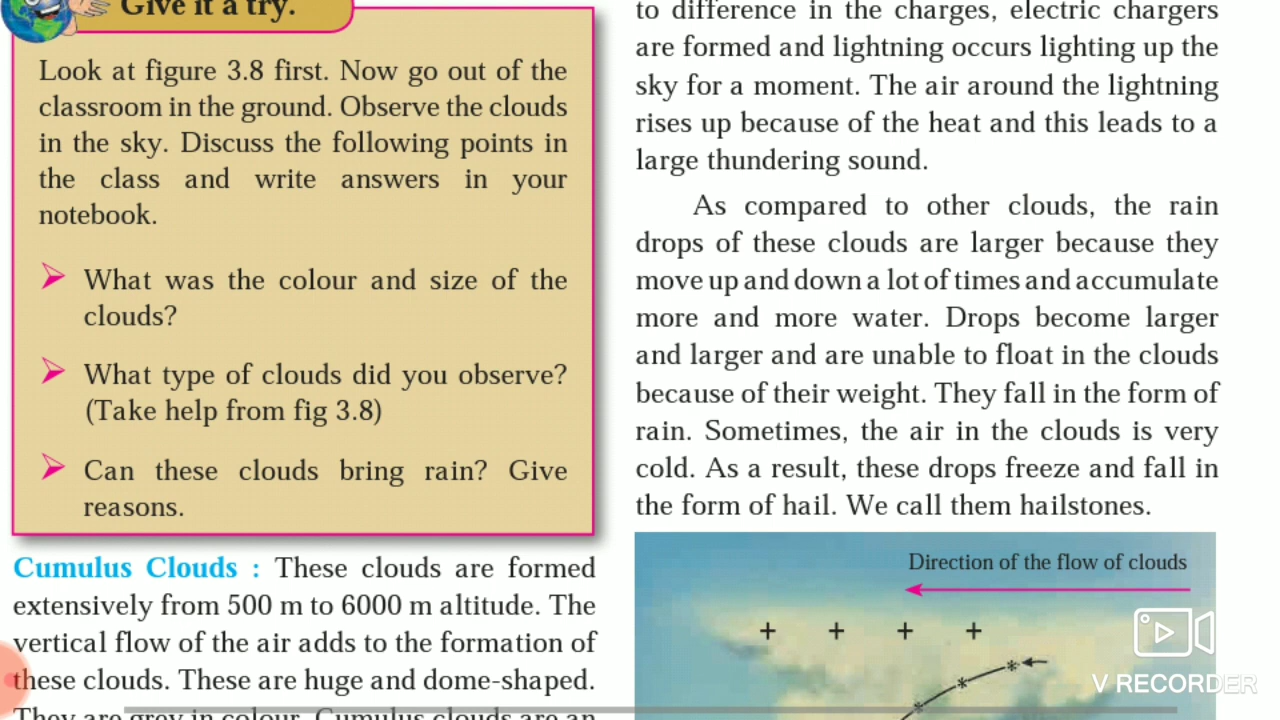 Give it a try.
Look at figure 3.8 first. Now go out of the
classroom in the ground. Observe the clouds
in the sky. Discuss the following points in
the class and write answers in your
notebook.
What was the colour and size of the
clouds?
What type of clouds did you observe?
(Take help from fig 3.8)
Can these clouds bring rain? Give
reasons.
Cumulus Clouds : These clouds are formed
extensively from 500 m to 6000 m altitude. The
vertical flow of the air adds to the formation of
these clouds. These are huge and dome-shaped.
They are grey in colour. Cumulus clouds are an
to difference in the charges, electric chargers
are formed and lightning occurs lighting up the
sky for a moment. The air around the lightning
rises up because of the heat and this leads to a
large thundering sound.
As compared to other clouds, the rain
drops of these clouds are larger because they
move up and down a lot of times and accumulate
more and more water. Drops become larger
and larger and are unable to float in the clouds
because of their weight. They fall in the form of
rain. Sometimes, the air in the clouds is very
cold. As a result, these drops freeze and fall in
the form of hail. We call them hailstones.
Direction of the flow of clouds
+ + + +
V RECORDER